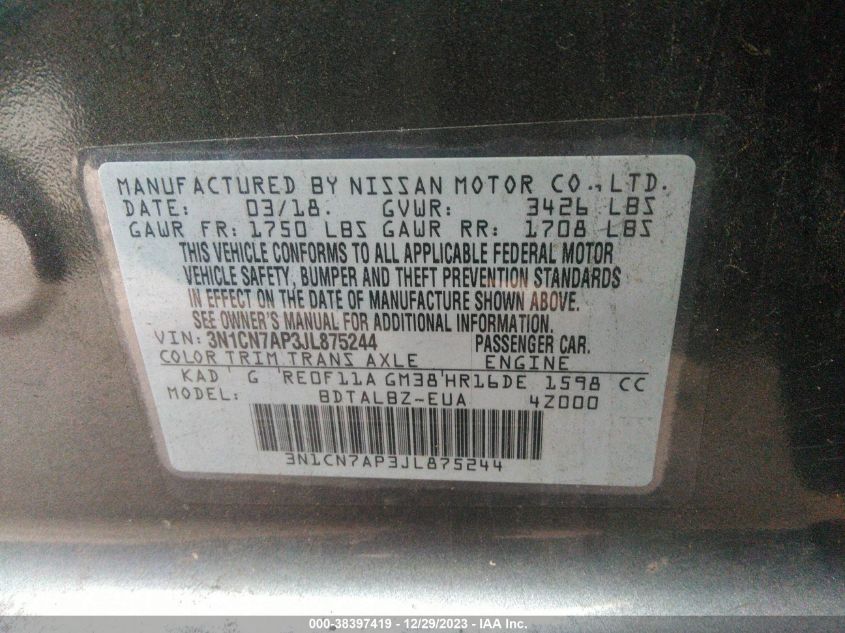 MANUFACTURED BY NISSAN MOTOR CO., LTD.
DATE: 03/18. GVWR: 3426 LBS
GAWR FR: 1750 LBS GAWR RR: 1708 LBS
THIS VEHICLE CONFORMS TO ALL APPLICABLE FEDERAL MOTOR
VEHICLE SAFETY, BUMPER AND THEFT PREVENTION STANDARDS
IN EFFECT ON THE DATE OF MANUFACTURE SHOWN ABOVE.
SEE OWNER'S MANUAL FOR ADDITIONAL INFORMATION.
VIN: 3N1CN7AP3JL875244 PASSENGER CAR.
COLOR TRIM TRANS AXLE ENGINE
KAD G RE0F11A GM38 HR16DE 1598 CC
MODEL: BDTALBZ-EUA 4Z000
3N1CN7AP3JL875244
000-38397419 - 12/29/2023 - IAA Inc.